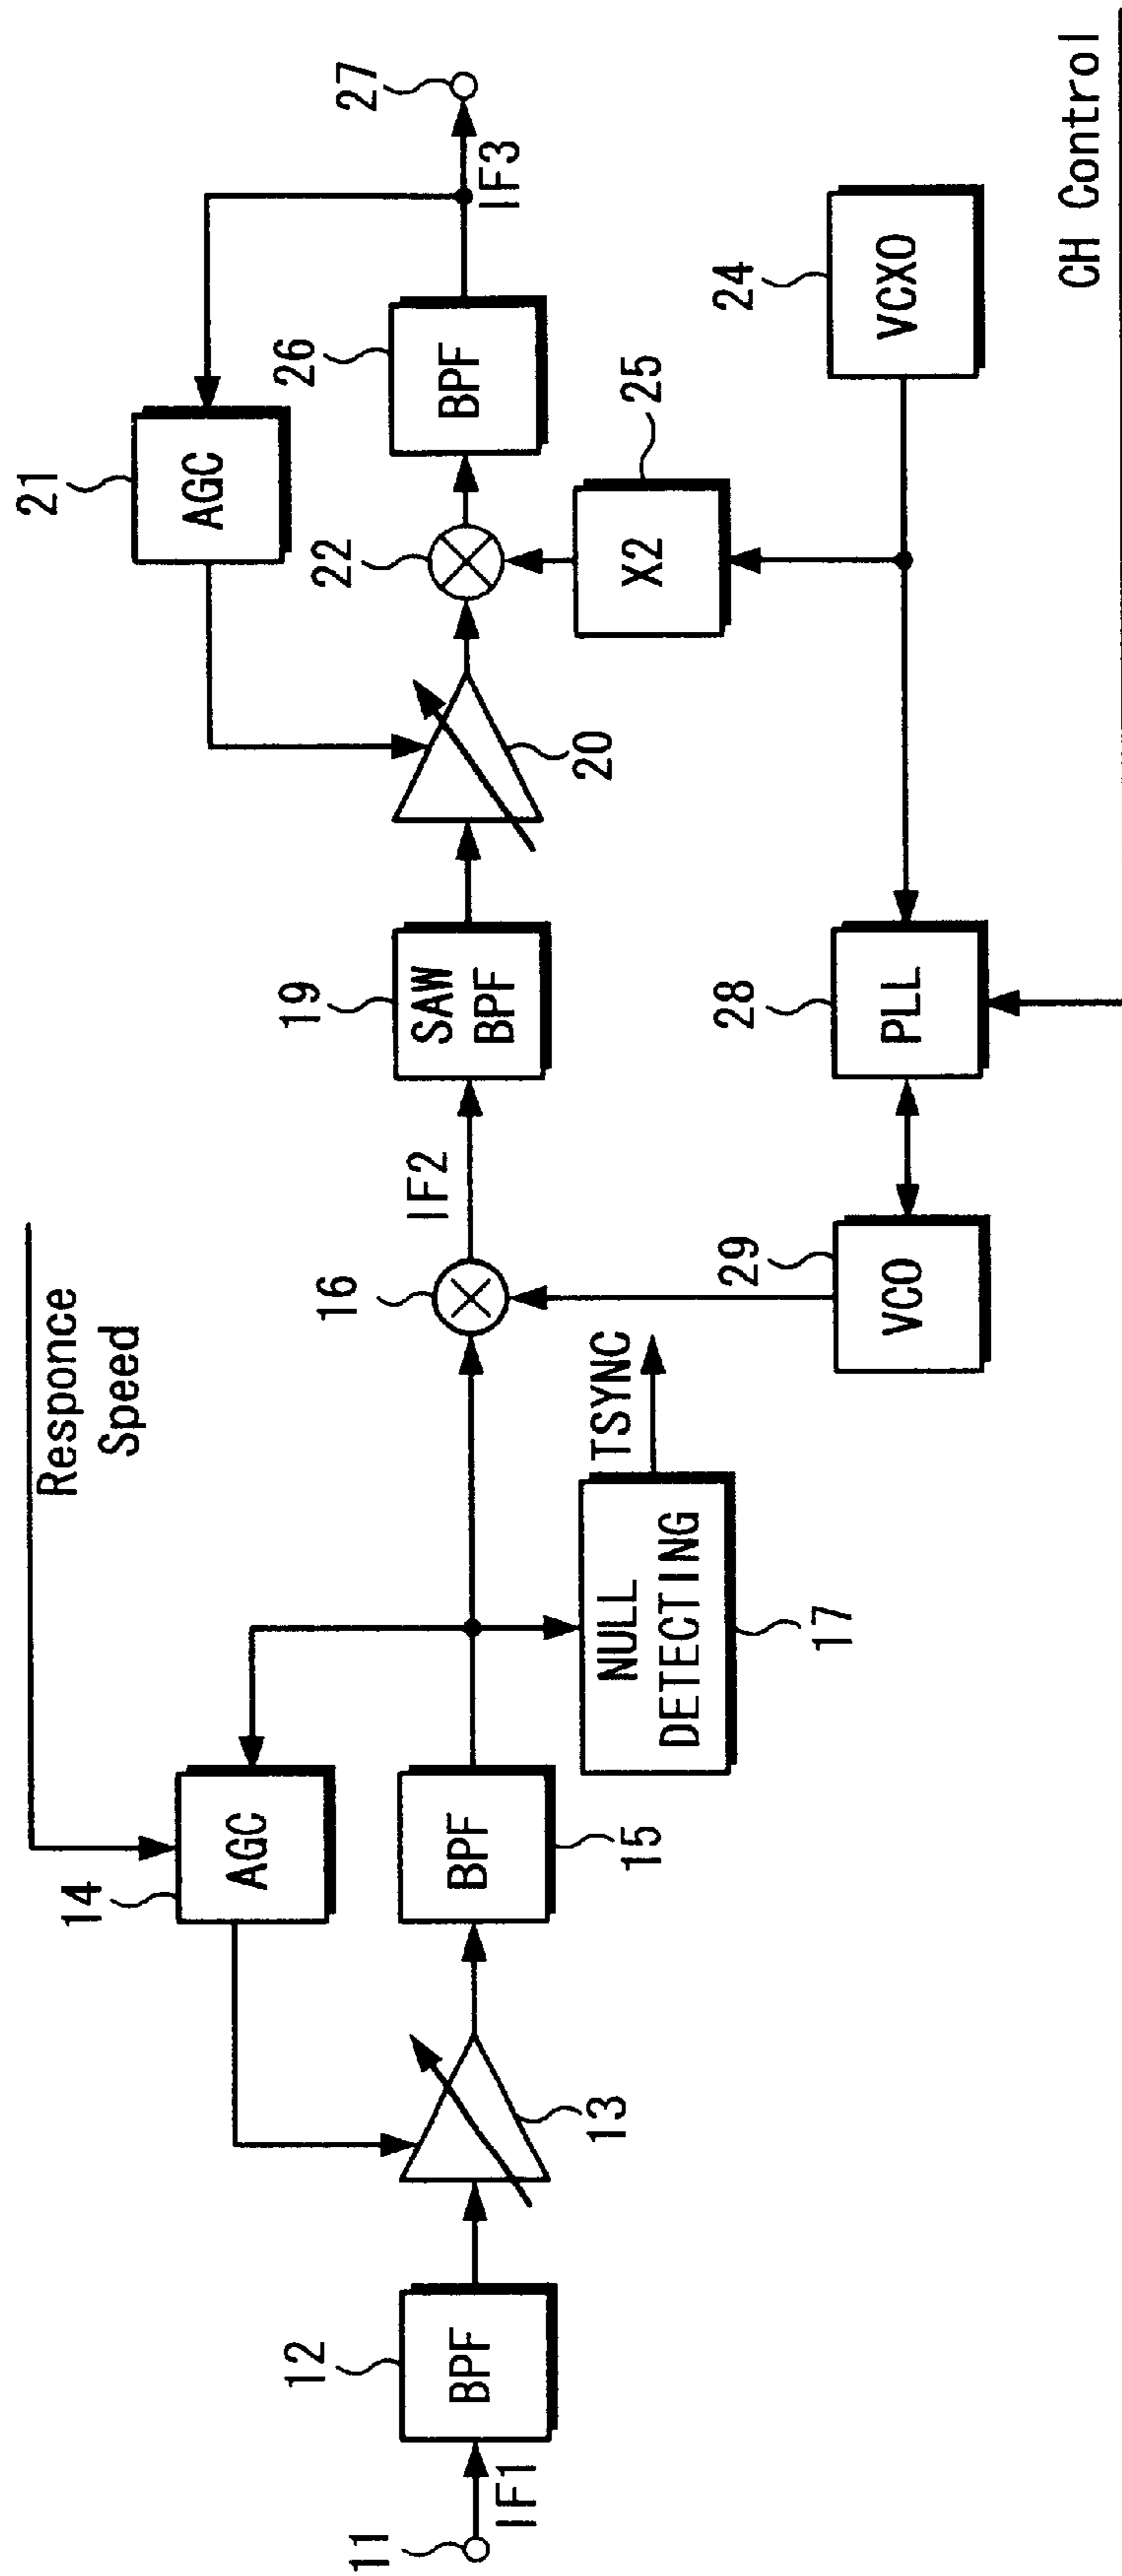 11
IF1
12
BPF
13
14
AGC
Responce
Speed
BPF
15
NULL
DETECTING
17
TSYNC
16
IF2
19
SAW
BPF
20
21
AGC
22
26
BPF
IF3
27
X2
25
24
VCXO
28
PLL
29
VCO
CH Control